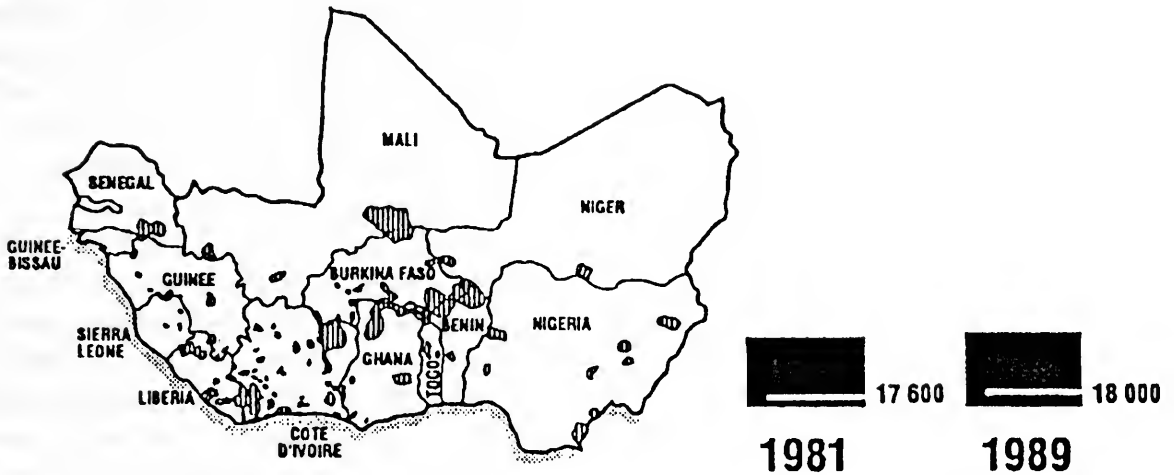 MALI
SENEGAL
NIGER
GUINEE-
BISSAU
GUINEE
BURKINA FASO
BENIN
NIGERIA
SIERRA
LEONE
GHANA
TOGO
LIBERIA
COTE
D'IVOIRE
17 600
18 000
1981
1989